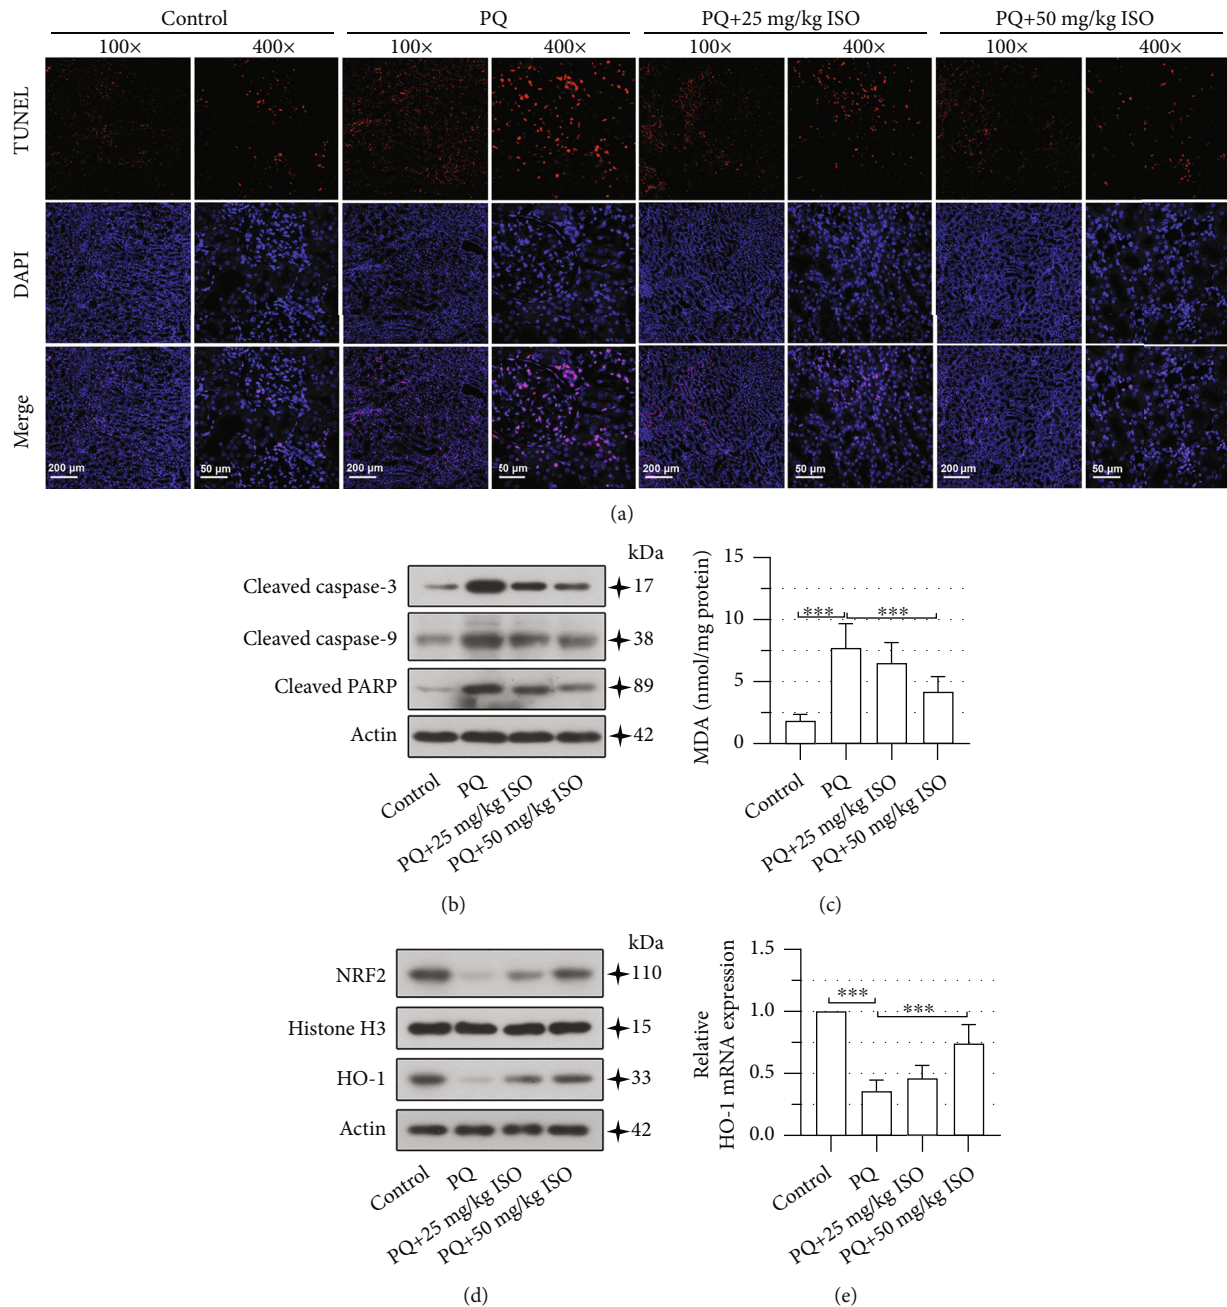 Control PQ PQ+25 mg/kg ISO PQ+50 mg/kg ISO
100× 400× 100× 400× 100× 400× 100× 400×
TUNEL
DAPI
Merge
200 µm 50 µm 200 µm 50 µm 200 µm 50 µm 200 µm 50 µm
(a)
kDa
Cleaved caspase-3 17
Cleaved caspase-9 38
Cleaved PARP 89
Actin 42
Control
PQ
PQ+25 mg/kg ISO
PQ+50 mg/kg ISO
(b)
MDA (nmol/mg protein)
15
10
5
0
*** ***
Control
PQ
PQ+25 mg/kg ISO
PQ+50 mg/kg ISO
(c)
kDa
NRF2 110
Histone H3 15
HO-1 33
Actin 42
Control
PQ
PQ+25 mg/kg ISO
PQ+50 mg/kg ISO
(d)
Relative
HO-1 mRNA expression
1.5
1.0
0.5
0.0
*** ***
Control
PQ
PQ+25 mg/kg ISO
PQ+50 mg/kg ISO
(e)